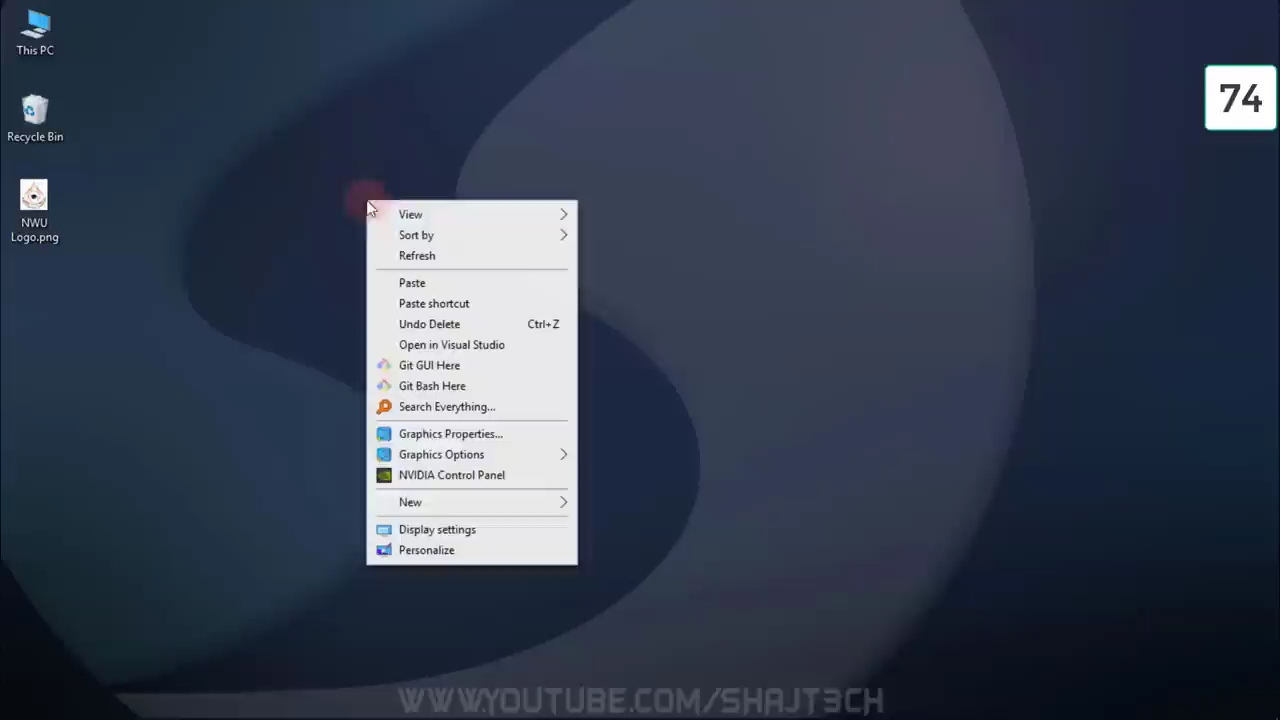 This PC
Recycle Bin
NWU
Logo.png
74
View
Sort by
Refresh
Paste
Paste shortcut
Undo Delete Ctrl+Z
Open in Visual Studio
Git GUI Here
Git Bash Here
Search Everything...
Graphics Properties...
Graphics Options
NVIDIA Control Panel
New
Display settings
Personalize
WWW.YOUTUBE.COM/SHAJT3CH